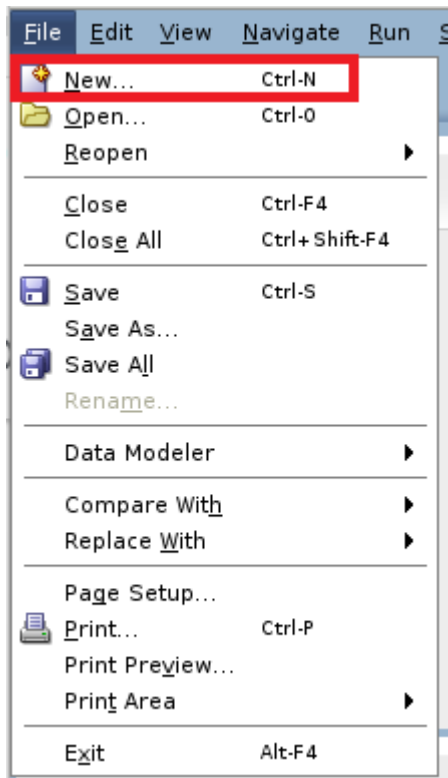 File Edit View Navigate Run
New... Ctrl-N
Open... Ctrl-O
Reopen
Close Ctrl-F4
Close All Ctrl+Shift-F4
Save Ctrl-S
Save As...
Save All
Rename...
Data Modeler
Compare With
Replace With
Page Setup...
Print... Ctrl-P
Print Preview...
Print Area
Exit Alt-F4